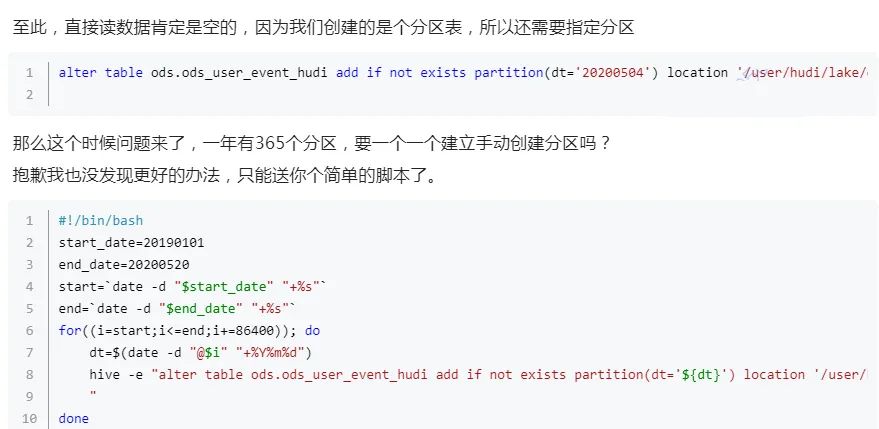 至此，直接读数据肯定是空的，因为我们创建的是个分区表，所以还需要指定分区
1 alter table ods.ods_user_event_hudi add if not exists partition(dt='20200504') location '/user/hudi/lake/
2
那么这个时候问题来了，一年有365个分区，要一个一个建立手动创建分区吗？
抱歉我也没发现更好的办法，只能送你个简单的脚本了。
1 #!/bin/bash
2 start_date=20190101
3 end_date=20200520
4 start=`date -d "$start_date" "+%s"`
5 end=`date -d "$end_date" "+%s"`
6 for((i=start;i<=end;i+=86400)); do
7 dt=$(date -d "@$i" "+%Y%m%d")
8 hive -e "alter table ods.ods_user_event_hudi add if not exists partition(dt='${dt}') location '/user/
9 "
10 done